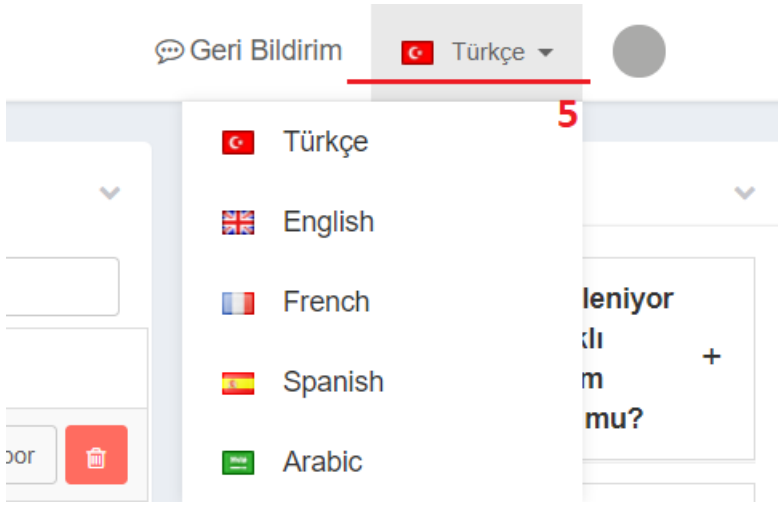 Geri Bildirim
Türkçe
5
Türkçe
English
French
Spanish
Arabic
leniyor
klı
+
m
mu?
por